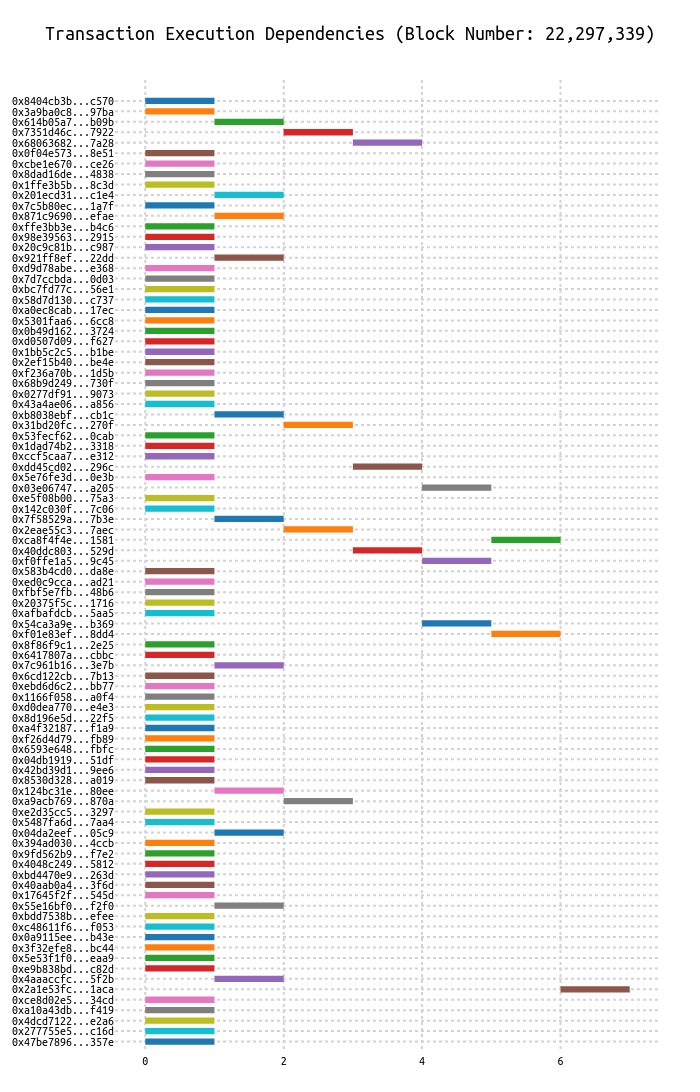 Transaction Execution Dependencies (Block Number: 22,297,339)
0x8404cb3b...c570
0x3a9ba0c8...97ba
0x614b05a7...b09b
0x7351d46c...7922
0x68063682...7a28
0x0f04e573...8e51
0xcbe1e670...ce26
0x8dad16de...4838
0x1ffe3b5b...8c3d
0x201ecd31...c1e4
0x7c5b80ec...1a7f
0x871c9690...efae
0xffe3bb3e...b4c6
0x98e39563...2915
0x20c9c81b...c987
0x921ff8ef...22dd
0xd9d78abe...e368
0x7d7ccbda...0d03
0xbc7fd77c...56e1
0x58d7d130...c737
0xa0ec8cab...17ec
0x5301faa6...6cc8
0x0b49d162...3724
0xd0507d09...f627
0x1bb5c2c5...b1be
0x2ef15b40...be4e
0xf236a70b...1d5b
0x68b9d249...730f
0x0277df91...9073
0x43a4ae06...a856
0xb8038ebf...cb1c
0x31bd20fc...270f
0x53fecf62...0cab
0x1dad74b2...3318
0xccf5caa7...e312
0xdd45cd02...296c
0x5e76fe3d...0e3b
0x03e06747...a205
0xe5f08b00...75a3
0x142c030f...7c06
0x7f58529a...7b3e
0x2eae55c3...7aec
0xca8f4f4e...1581
0x40ddc803...529d
0xf0ffe1a5...9c45
0x583b4cd0...da8e
0xed0c9cca...ad21
0xfbf5e7fb...48b6
0x20375f5c...1716
0xafbafdcb...5aa5
0x54ca3a9e...b369
0xf01e83ef...8dd4
0x8f86f9c1...2e25
0x6417807a...cbbc
0x7c961b16...3e7b
0x6cd122cb...7b13
0xebd6d6c2...bb77
0x1166f058...a0f4
0xd0dea770...e4e3
0x8d196e5d...22f5
0xa4f32187...f1a9
0xf26d4d79...fb89
0x6593e648...fbfc
0x04db1919...51df
0x42bd39d1...9ee6
0x8530d328...a019
0x124bc31e...80ee
0xa9acb769...870a
0xe2d35cc5...3297
0x5487fa6d...7aa4
0x04da2eef...05c9
0x394ad030...4ccb
0x9fd562b9...f7e2
0x4048c249...5812
0xbd4470e9...263d
0x40aab0a4...3f6d
0x17645f2f...545d
0x55e16bf0...f2f0
0xbdd7538b...efee
0xc48611f6...f053
0x0a9115ee...b43e
0x3f32efe8...bc44
0x5e53f1f0...eaa9
0xe9b838bd...c82d
0x4aaaccfc...5f2b
0x2a1e53fc...1aca
0xce8d02e5...34cd
0xa10a43db...f419
0x4dcd7122...e2a6
0x277755e5...c16d
0x47be7896...357e
0 2 4 6